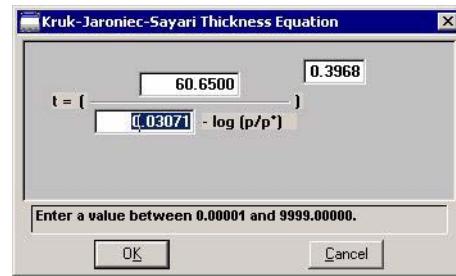 Kruk-Jaroniec-Sayari Thickness Equation
60.6500
0.3968
t = ( )
0.03071 - log (p/p*)
Enter a value between 0.00001 and 9999.00000.
OK Cancel